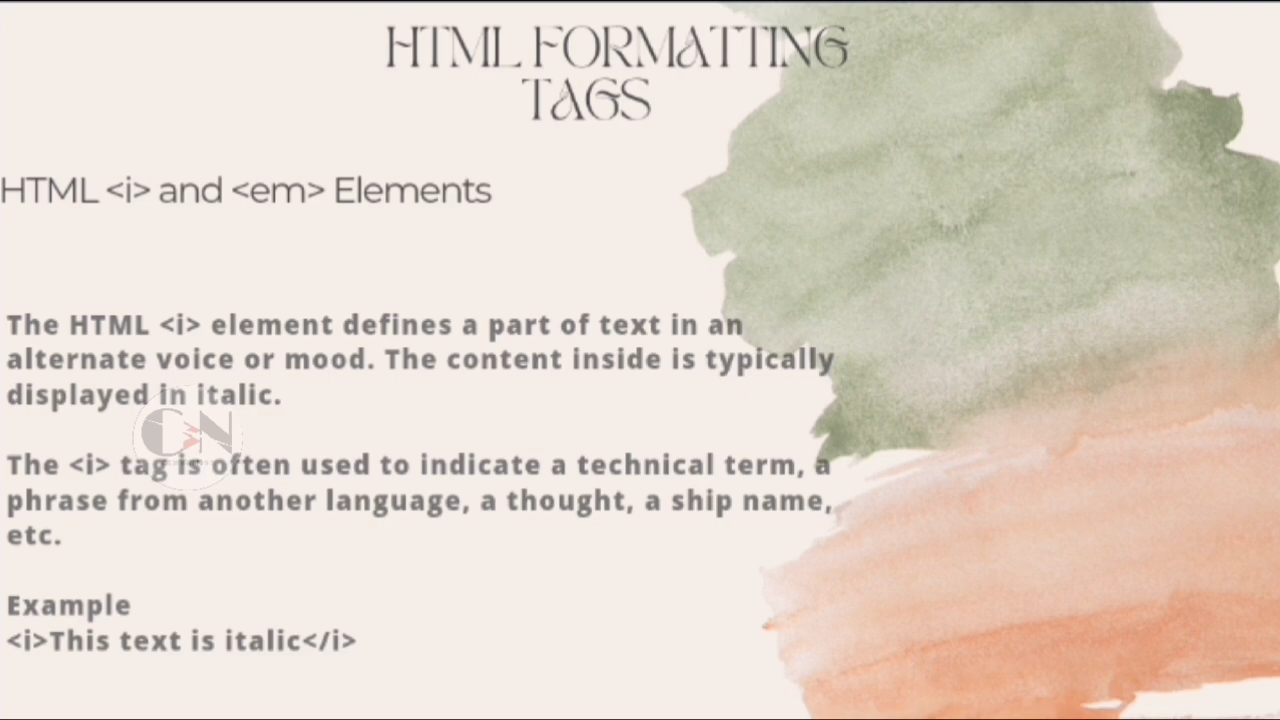 HTML FORMATTING
TAGS
HTML <i> and <em> Elements
The HTML <i> element defines a part of text in an
alternate voice or mood. The content inside is typically
displayed in italic.
CN
The <i> tag is often used to indicate a technical term, a
phrase from another language, a thought, a ship name,
etc.
Example
<i>This text is italic</i>